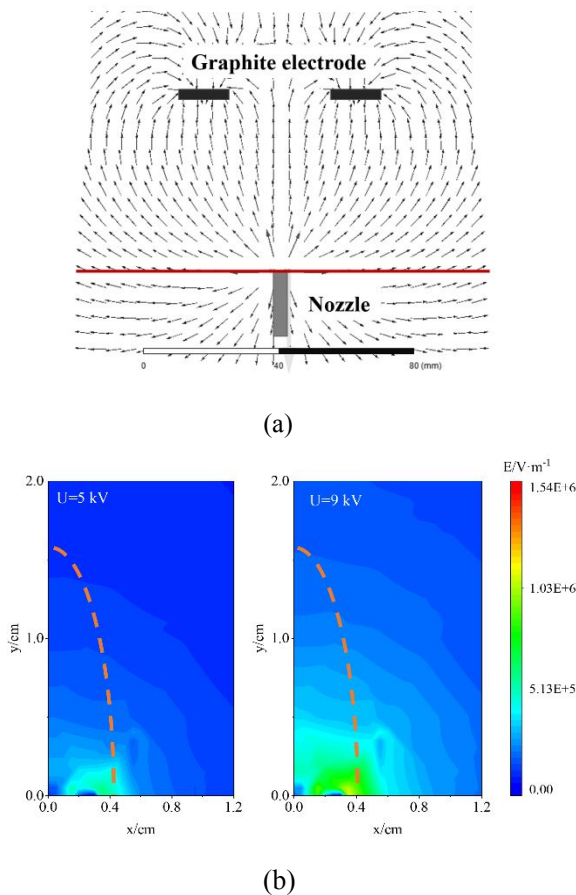 Graphite electrode
Nozzle
0 40 80 (mm)
(a)
E/V·m⁻¹
2.0 U=5 kV 2.0 U=9 kV 1.54E+6
1.03E+6
y/cm 1.0 y/cm 1.0
5.13E+5
0.0 0.0 0.00
0.0 0.4 0.8 1.2 0.0 0.4 0.8 1.2
x/cm x/cm
(b)